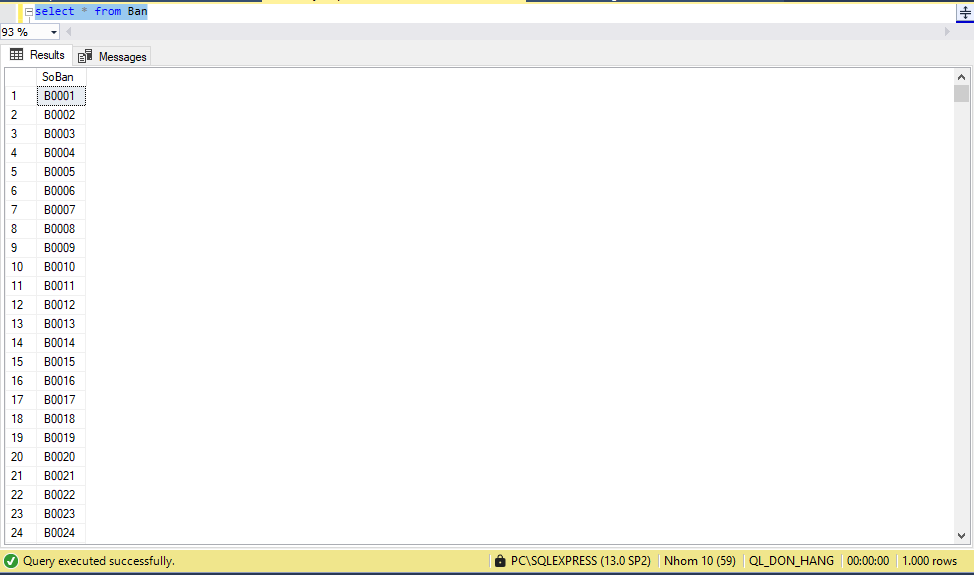 select * from Ban
93 %
Results Messages
SoBan
1 B0001
2 B0002
3 B0003
4 B0004
5 B0005
6 B0006
7 B0007
8 B0008
9 B0009
10 B0010
11 B0011
12 B0012
13 B0013
14 B0014
15 B0015
16 B0016
17 B0017
18 B0018
19 B0019
20 B0020
21 B0021
22 B0022
23 B0023
24 B0024
Query executed successfully. PC\SQLEXPRESS (13.0 SP2) Nhom 10 (59) QL_DON_HANG 00:00:00 1.000 rows